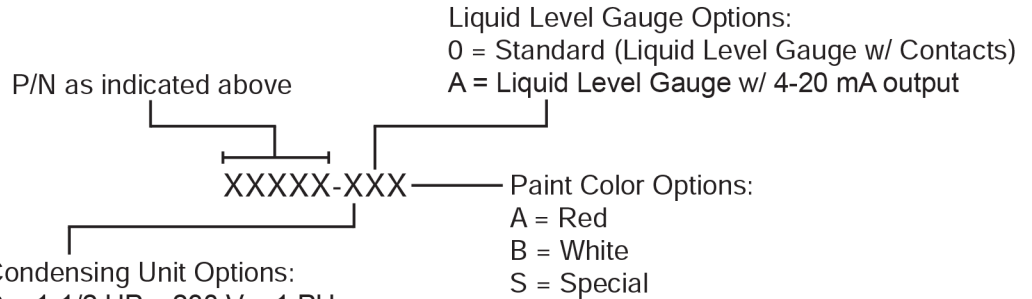 Liquid Level Gauge Options:
0 = Standard (Liquid Level Gauge w/ Contacts)
A = Liquid Level Gauge w/ 4-20 mA output
P/N as indicated above
XXXXX-XXX
Paint Color Options:
A = Red
B = White
S = Special
Condensing Unit Options: